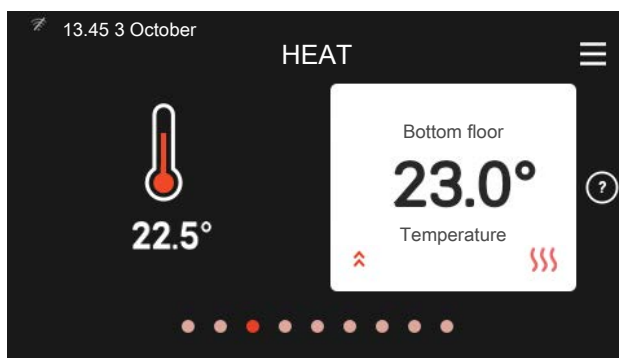 13.45 3 October
HEAT
Bottom floor
23.0°
Temperature
22.5°
?